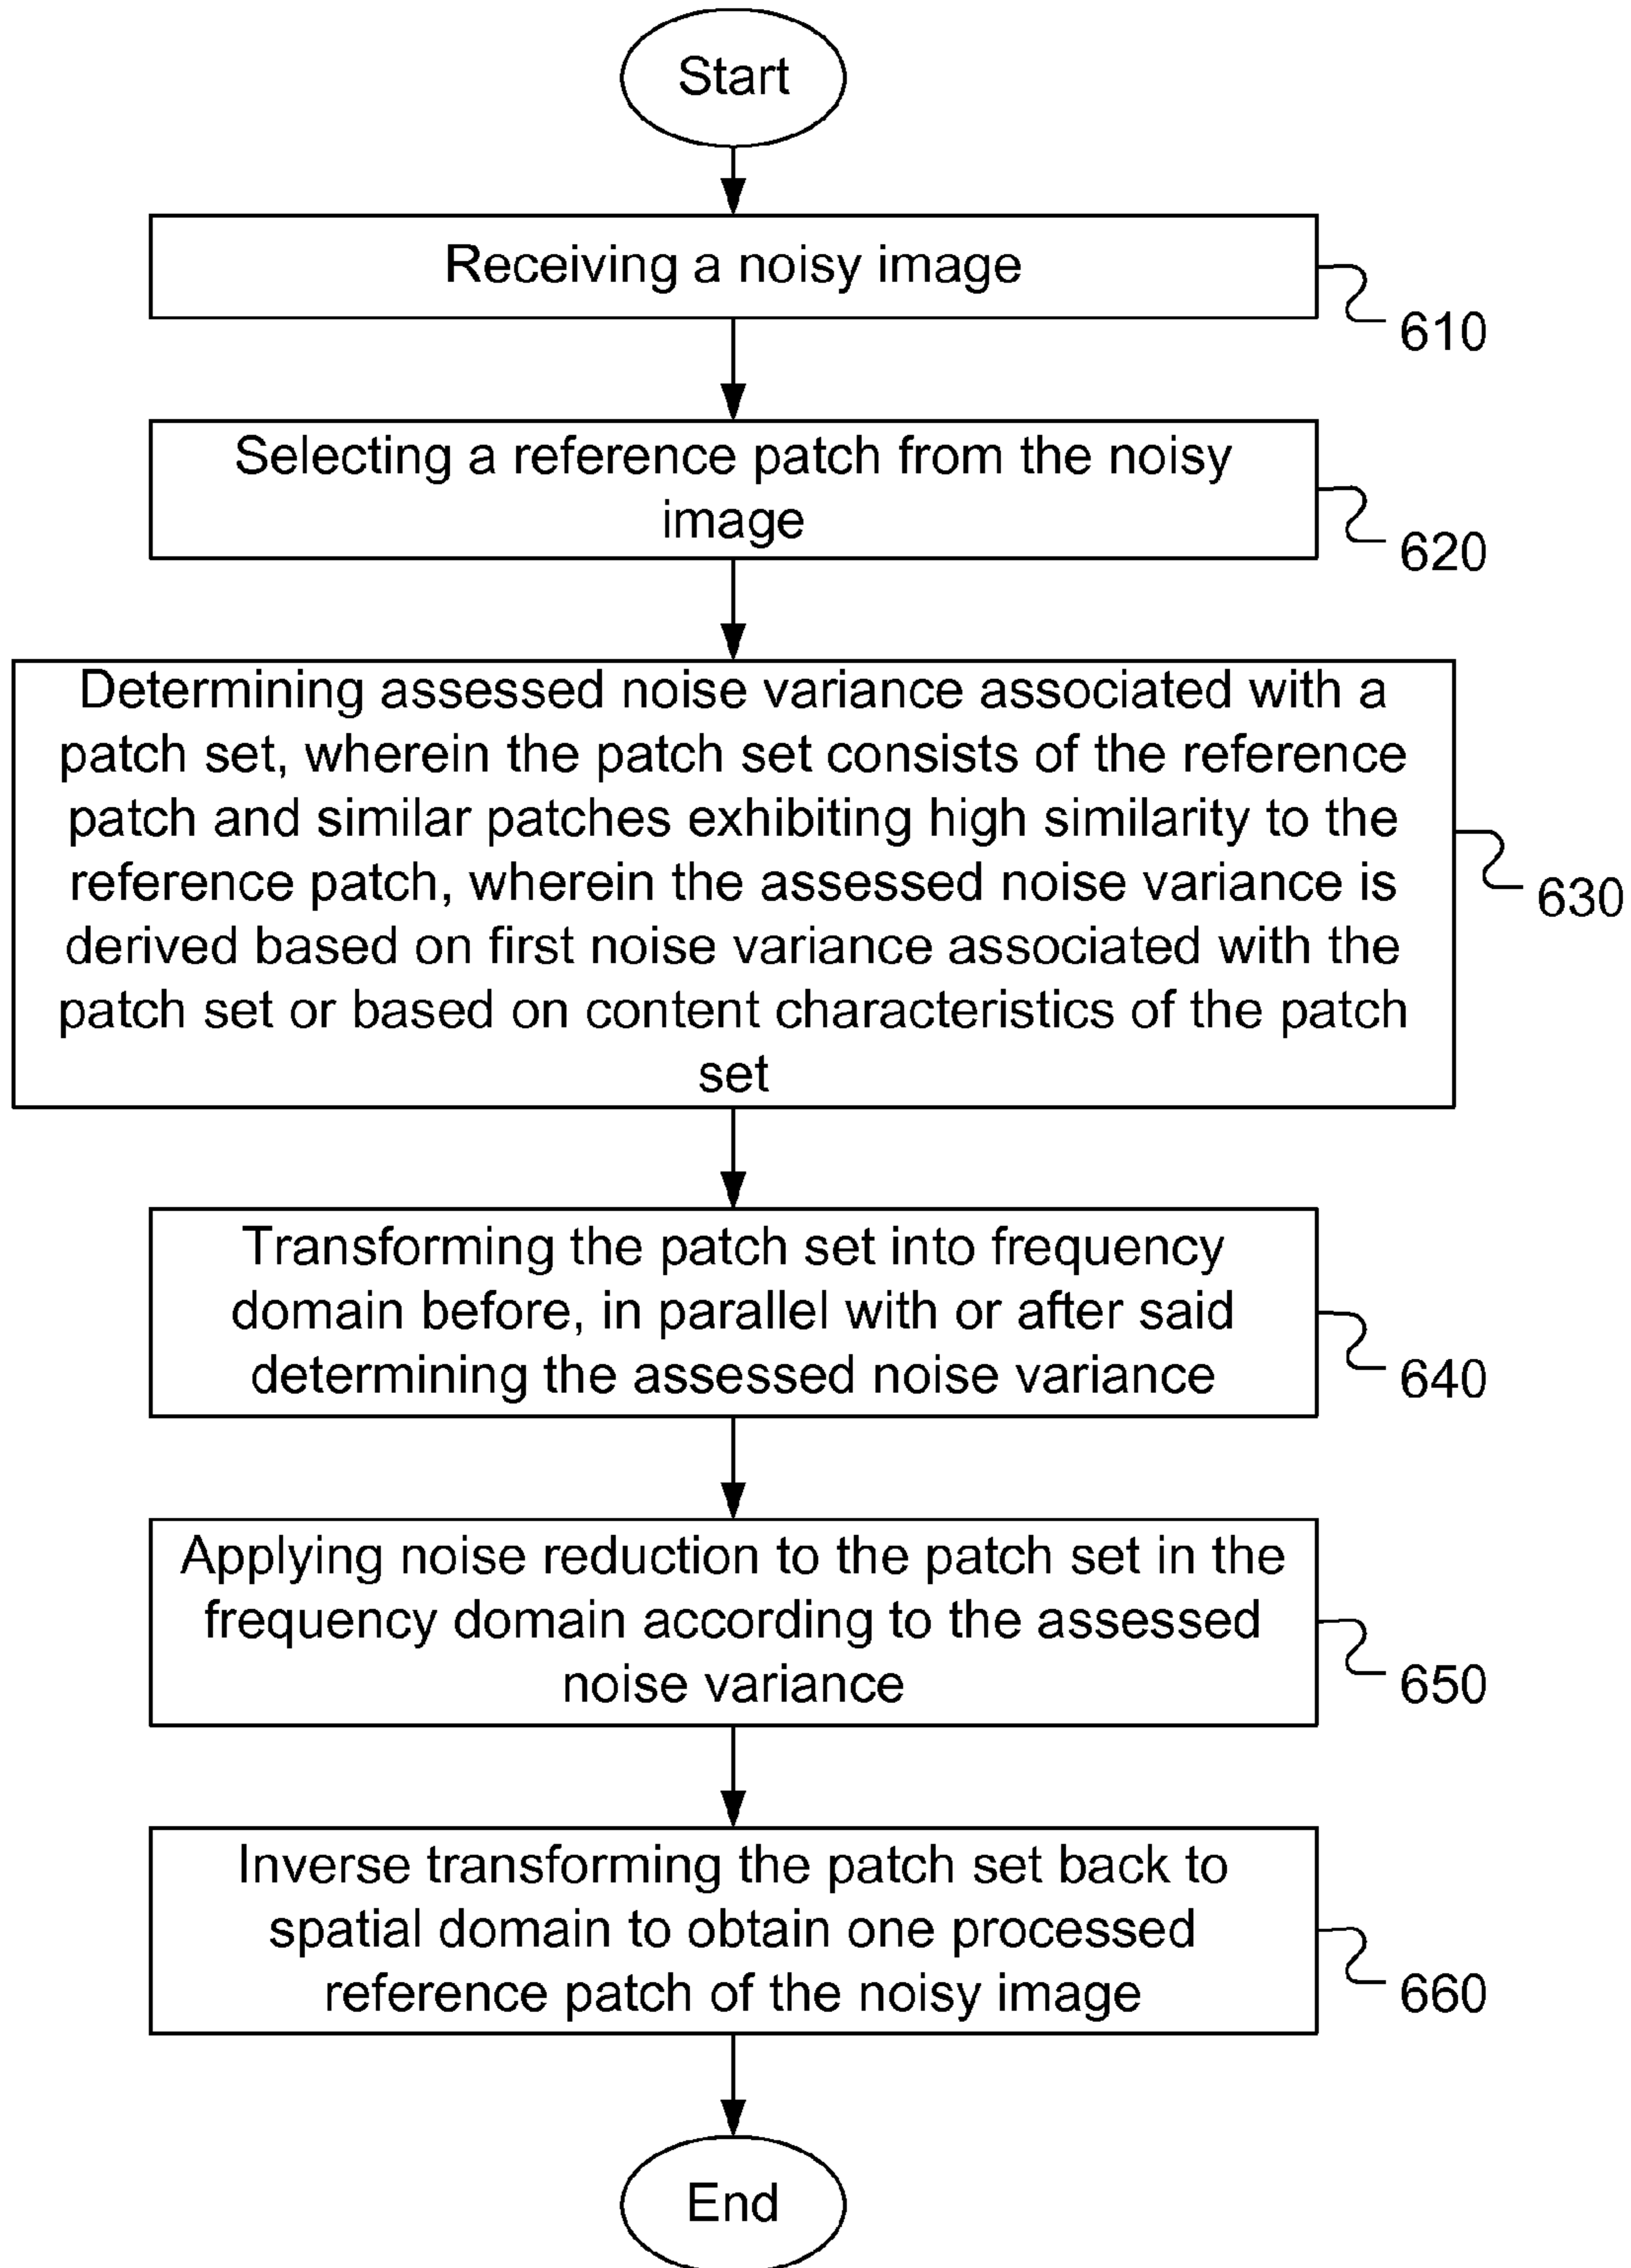 Start
Receiving a noisy image
610
Selecting a reference patch from the noisy
image
620
Determining assessed noise variance associated with a
patch set, wherein the patch set consists of the reference
patch and similar patches exhibiting high similarity to the
reference patch, wherein the assessed noise variance is
derived based on first noise variance associated with the
patch set or based on content characteristics of the patch
set
630
Transforming the patch set into frequency
domain before, in parallel with or after said
determining the assessed noise variance
640
Applying noise reduction to the patch set in the
frequency domain according to the assessed
noise variance
650
Inverse transforming the patch set back to
spatial domain to obtain one processed
reference patch of the noisy image
660
End